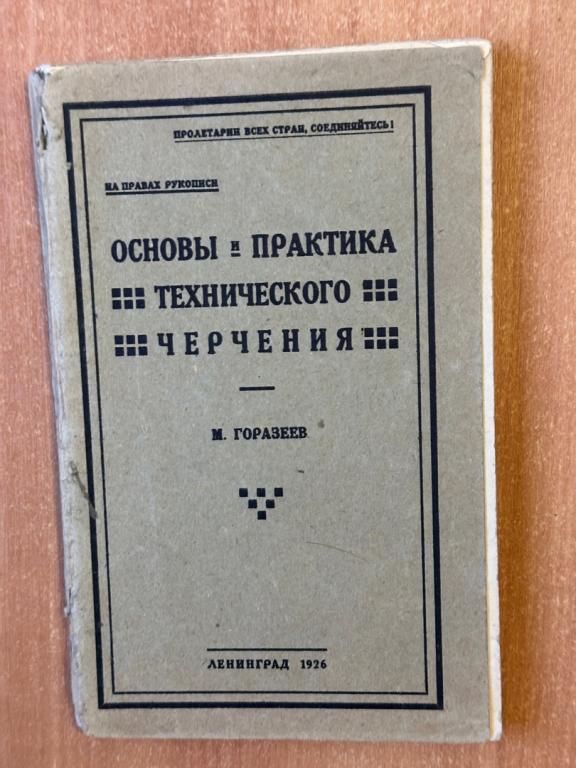 ПРОЛЕТАРИИ ВСЕХ СТРАН, СОЕДИНЯЙТЕСЬ!
НА ПРАВАХ РУКОПИСИ
ОСНОВЫ и ПРАКТИКА
ТЕХНИЧЕСКОГО
ЧЕРЧЕНИЯ
М. ГОРАЗЕЕВ
ЛЕНИНГРАД 1926